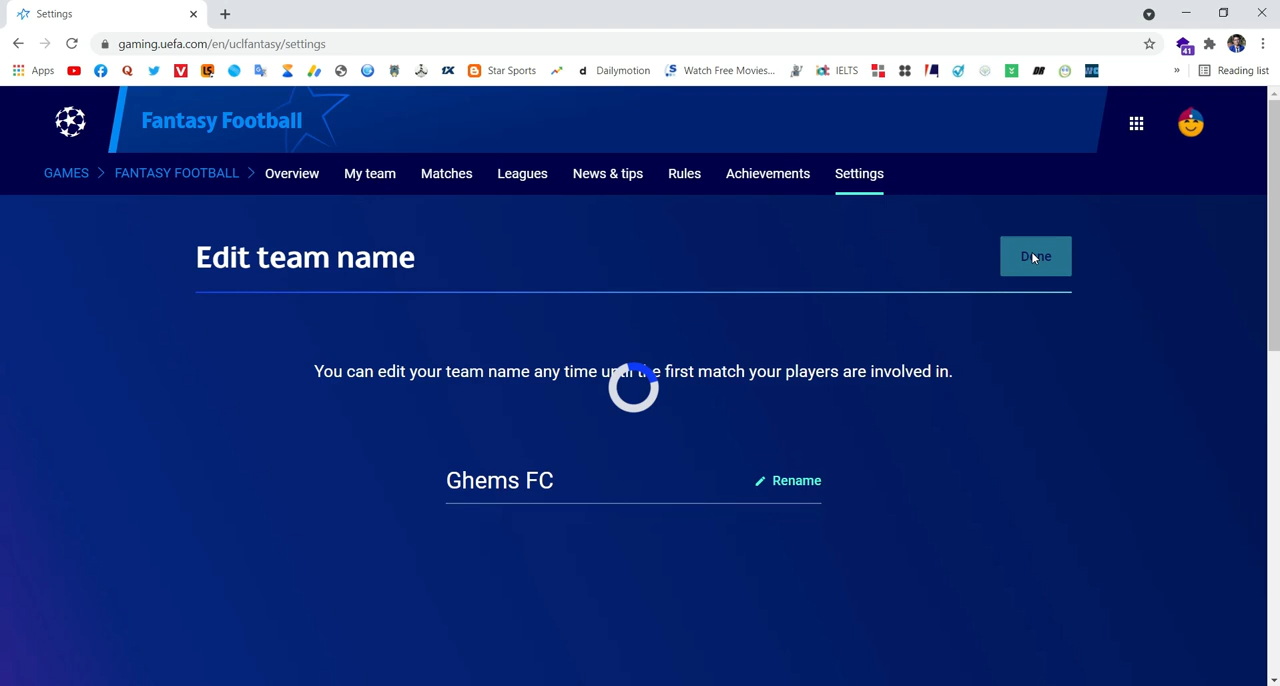 Settings
gaming.uefa.com/en/uclfantasy/settings
41
Apps
Star Sports
Dailymotion
Watch Free Movies...
IELTS
» Reading list
Fantasy Football
GAMES > FANTASY FOOTBALL > Overview My team Matches Leagues News & tips Rules Achievements Settings
Edit team name
Done
You can edit your team name any time until the first match your players are involved in.
Ghems FC
Rename